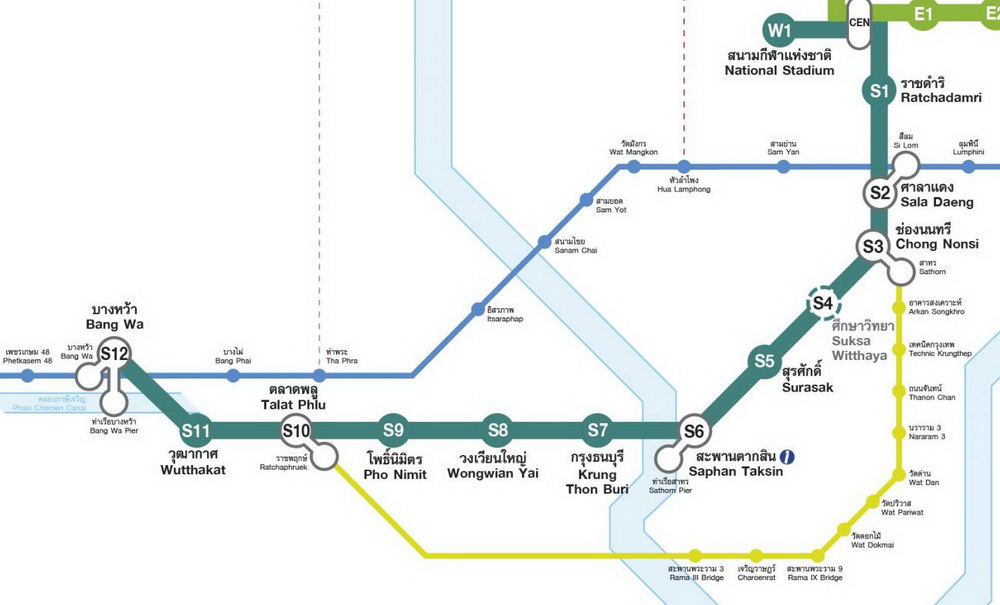 E1
E2
CEN
W1
สนามกีฬาแห่งชาติ
National Stadium
S1
ราชดำริ
Ratchadamri
วัดมังกร
Wat Mangkon
หัวลำโพง
Hua Lamphong
สามย่าน
Sam Yan
สีลม
Si Lom
ลุมพินี
Lumphini
S2
ศาลาแดง
Sala Daeng
สามยอด
Sam Yot
S3
ช่องนนทรี
Chong Nonsi
สนามไชย
Sanam Chai
สาทร
Sathorn
อิสรภาพ
Itsaraphap
S4
ศึกษาวิทยา
Suksa
Witthaya
อาคารสงเคราะห์
Arkan Songkhro
บางหว้า
Bang Wa
S12
เพชรเกษม 48
Phetkasem 48
บางหว้า
Bang Wa
บางไผ่
Bang Phai
ท่าพระ
Tha Phra
S5
สุรศักดิ์
Surasak
เทคนิคกรุงเทพ
Technic Krungthep
คลองภาษีเจริญ
Phasi Charoen Canal
ท่าเรือบางหว้า
Bang Wa Pier
ตลาดพลู
Talat Phlu
ถนนจันทน์
Thanon Chan
S11
วุฒากาศ
Wutthakat
S10
ราชพฤกษ์
Ratchaphruek
S9
โพธิ์นิมิตร
Pho Nimit
S8
วงเวียนใหญ่
Wongwian Yai
S7
กรุงธนบุรี
Krung
Thon Buri
S6
สะพานตากสิน i
Saphan Taksin
ท่าเรือสาทร
Sathorn Pier
นราราม 3
Nararam 3
วัดด่าน
Wat Dan
วัดปริวาส
Wat Pariwat
วัดดอกไม้
Wat Dokmai
สะพานพระราม 3
Rama III Bridge
เจริญราษฎร์
Charoenrat
สะพานพระราม 9
Rama IX Bridge